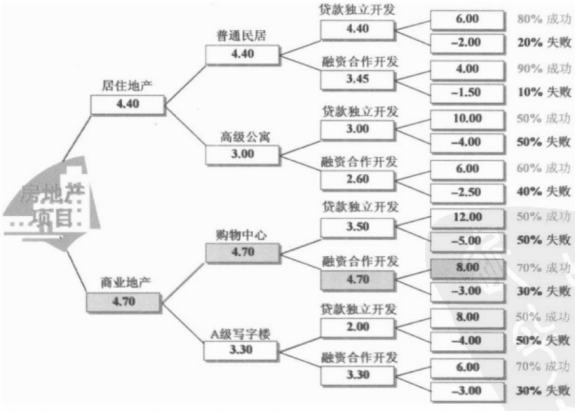 房地产
项目
居住地产
4.40
普通民居
4.40
贷款独立开发
4.40
6.00 80% 成功
-2.00 20% 失败
融资合作开发
3.45
4.00 90% 成功
-1.50 10% 失败
高级公寓
3.00
贷款独立开发
3.00
10.00 50% 成功
-4.00 50% 失败
融资合作开发
2.60
6.00 60% 成功
-2.50 40% 失败
商业地产
4.70
购物中心
4.70
贷款独立开发
3.50
12.00 50% 成功
-5.00 50% 失败
融资合作开发
4.70
8.00 70% 成功
-3.00 30% 失败
A级写字楼
3.30
贷款独立开发
2.00
8.00 50% 成功
-4.00 50% 失败
融资合作开发
3.30
6.00 70% 成功
-3.00 30% 失败